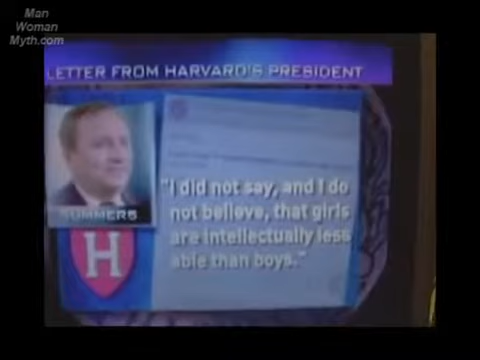 Man
Woman
Myth.com
LETTER FROM HARVARD'S PRESIDENT
SUMMERS
H
"I did not say, and I do
not believe, that girls
are intellectually less
able than boys."